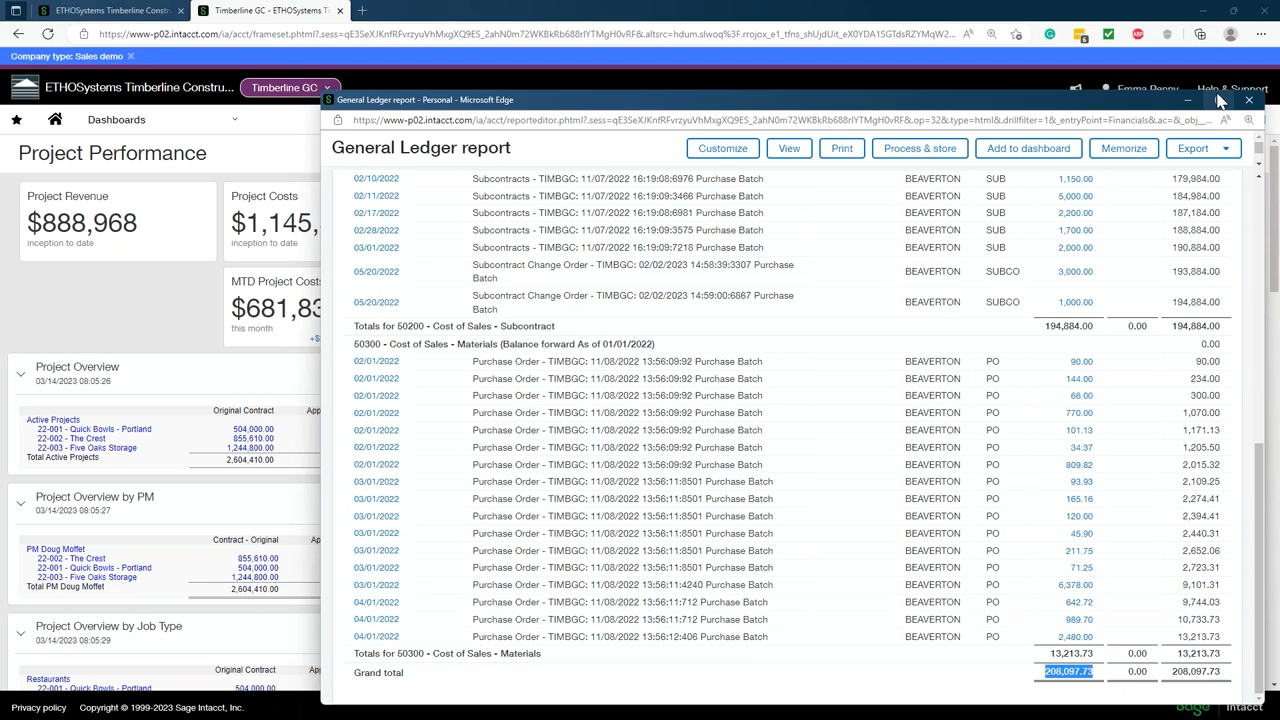 ETHOSystems Timberline Constru...
Timberline GC - ETHOSystems Tim
https://www-p02.intacct.com/ia/acct/frameset.phtml?.sess=
Company type: Sales demo
ETHOSystems Timberline Constru...
Timberline GC
Emma Penny
Help & Support
Dashboards
General Ledger report - Personal - Microsoft Edge
https://www-p02.intacct.com/ia/acct/reporteditor.phtml?.sess=
General Ledger report
Customize
View
Print
Process & store
Add to dashboard
Memorize
Export
Project Performance
Project Revenue
$888,968
inception to date
Project Costs
$1,145,
inception to date
MTD Project Costs
$681,83
this month
Project Overview
03/14/2023 08:05:26
Original Contract App
Active Projects
22-001 - Quick Bowls - Portland 504,000.00
22-002 - The Crest 855,610.00
22-003 - Five Oaks Storage 1,244,800.00
Total Active Projects 2,604,410.00
Project Overview by PM
03/14/2023 08:05:27
Contract - Original
PM Doug Moffet
22-002 - The Crest 855,610.00
22-001 - Quick Bowls - Portland 504,000.00
22-003 - Five Oaks Storage 1,244,800.00
Total PM Doug Moffet 2,604,410.00
Project Overview by Job Type
03/14/2023 08:05:29
Original Contract App
Restaurants
22-001 - Quick Bowls - Portland 504,000.00
02/10/2022 Subcontracts - TIMBGC: 11/07/2022 16:19:08:6976 Purchase Batch BEAVERTON SUB 1,150.00 179,984.00
02/11/2022 Subcontracts - TIMBGC: 11/07/2022 16:19:09:3466 Purchase Batch BEAVERTON SUB 5,000.00 184,984.00
02/17/2022 Subcontracts - TIMBGC: 11/07/2022 16:19:08:6981 Purchase Batch BEAVERTON SUB 2,200.00 187,184.00
02/28/2022 Subcontracts - TIMBGC: 11/07/2022 16:19:09:3575 Purchase Batch BEAVERTON SUB 1,700.00 188,884.00
03/01/2022 Subcontracts - TIMBGC: 11/07/2022 16:19:09:7218 Purchase Batch BEAVERTON SUB 2,000.00 190,884.00
05/20/2022 Subcontract Change Order - TIMBGC: 02/02/2023 14:58:39:3307 Purchase Batch BEAVERTON SUBCO 3,000.00 193,884.00
05/20/2022 Subcontract Change Order - TIMBGC: 02/02/2023 14:59:00:6867 Purchase Batch BEAVERTON SUBCO 1,000.00 194,884.00
Totals for 50200 - Cost of Sales - Subcontract 194,884.00 0.00 194,884.00
50300 - Cost of Sales - Materials (Balance forward As of 01/01/2022) 0.00
02/01/2022 Purchase Order - TIMBGC: 11/08/2022 13:56:09:92 Purchase Batch BEAVERTON PO 90.00 90.00
02/01/2022 Purchase Order - TIMBGC: 11/08/2022 13:56:09:92 Purchase Batch BEAVERTON PO 144.00 234.00
02/01/2022 Purchase Order - TIMBGC: 11/08/2022 13:56:09:92 Purchase Batch BEAVERTON PO 66.00 300.00
02/01/2022 Purchase Order - TIMBGC: 11/08/2022 13:56:09:92 Purchase Batch BEAVERTON PO 770.00 1,070.00
02/01/2022 Purchase Order - TIMBGC: 11/08/2022 13:56:09:92 Purchase Batch BEAVERTON PO 101.13 1,171.13
02/01/2022 Purchase Order - TIMBGC: 11/08/2022 13:56:09:92 Purchase Batch BEAVERTON PO 34.37 1,205.50
02/01/2022 Purchase Order - TIMBGC: 11/08/2022 13:56:09:92 Purchase Batch BEAVERTON PO 809.82 2,015.32
03/01/2022 Purchase Order - TIMBGC: 11/08/2022 13:56:11:8501 Purchase Batch BEAVERTON PO 93.93 2,109.25
03/01/2022 Purchase Order - TIMBGC: 11/08/2022 13:56:11:8501 Purchase Batch BEAVERTON PO 165.16 2,274.41
03/01/2022 Purchase Order - TIMBGC: 11/08/2022 13:56:11:8501 Purchase Batch BEAVERTON PO 120.00 2,394.41
03/01/2022 Purchase Order - TIMBGC: 11/08/2022 13:56:11:8501 Purchase Batch BEAVERTON PO 45.90 2,440.31
03/01/2022 Purchase Order - TIMBGC: 11/08/2022 13:56:11:8501 Purchase Batch BEAVERTON PO 211.75 2,652.06
03/01/2022 Purchase Order - TIMBGC: 11/08/2022 13:56:11:8501 Purchase Batch BEAVERTON PO 71.25 2,723.31
03/01/2022 Purchase Order - TIMBGC: 11/08/2022 13:56:11:4240 Purchase Batch BEAVERTON PO 6,378.00 9,101.31
04/01/2022 Purchase Order - TIMBGC: 11/08/2022 13:56:11:712 Purchase Batch BEAVERTON PO 642.72 9,744.03
04/01/2022 Purchase Order - TIMBGC: 11/08/2022 13:56:11:712 Purchase Batch BEAVERTON PO 989.70 10,733.73
04/01/2022 Purchase Order - TIMBGC: 11/08/2022 13:56:12:406 Purchase Batch BEAVERTON PO 2,480.00 13,213.73
Totals for 50300 - Cost of Sales - Materials 13,213.73 0.00 13,213.73
Grand total 208,097.73 0.00 208,097.73
Privacy policy Copyright © 1999-2023 Sage Intacct, Inc.
Sage Intacct